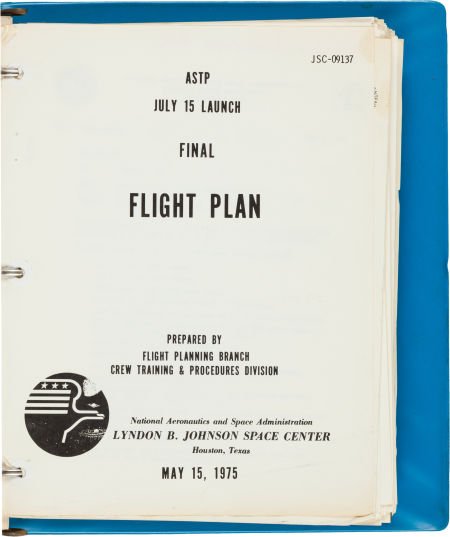 JSC-09137
ASTP
JULY 15 LAUNCH
FINAL
FLIGHT PLAN
PREPARED BY
FLIGHT PLANNING BRANCH
CREW TRAINING & PROCEDURES DIVISION
National Aeronautics and Space Administration
LYNDON B. JOHNSON SPACE CENTER
Houston, Texas
MAY 15, 1975